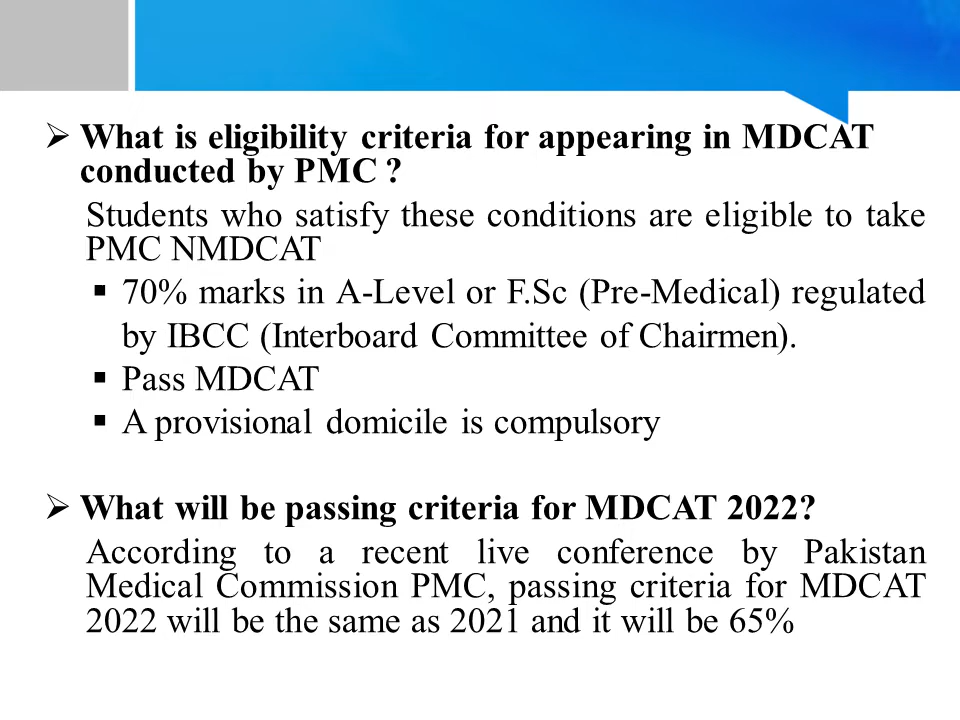 ➢ What is eligibility criteria for appearing in MDCAT
conducted by PMC ?
Students who satisfy these conditions are eligible to take
PMC NMDCAT
▪ 70% marks in A-Level or F.Sc (Pre-Medical) regulated
by IBCC (Interboard Committee of Chairmen).
▪ Pass MDCAT
▪ A provisional domicile is compulsory
➢ What will be passing criteria for MDCAT 2022?
According to a recent live conference by Pakistan
Medical Commission PMC, passing criteria for MDCAT
2022 will be the same as 2021 and it will be 65%